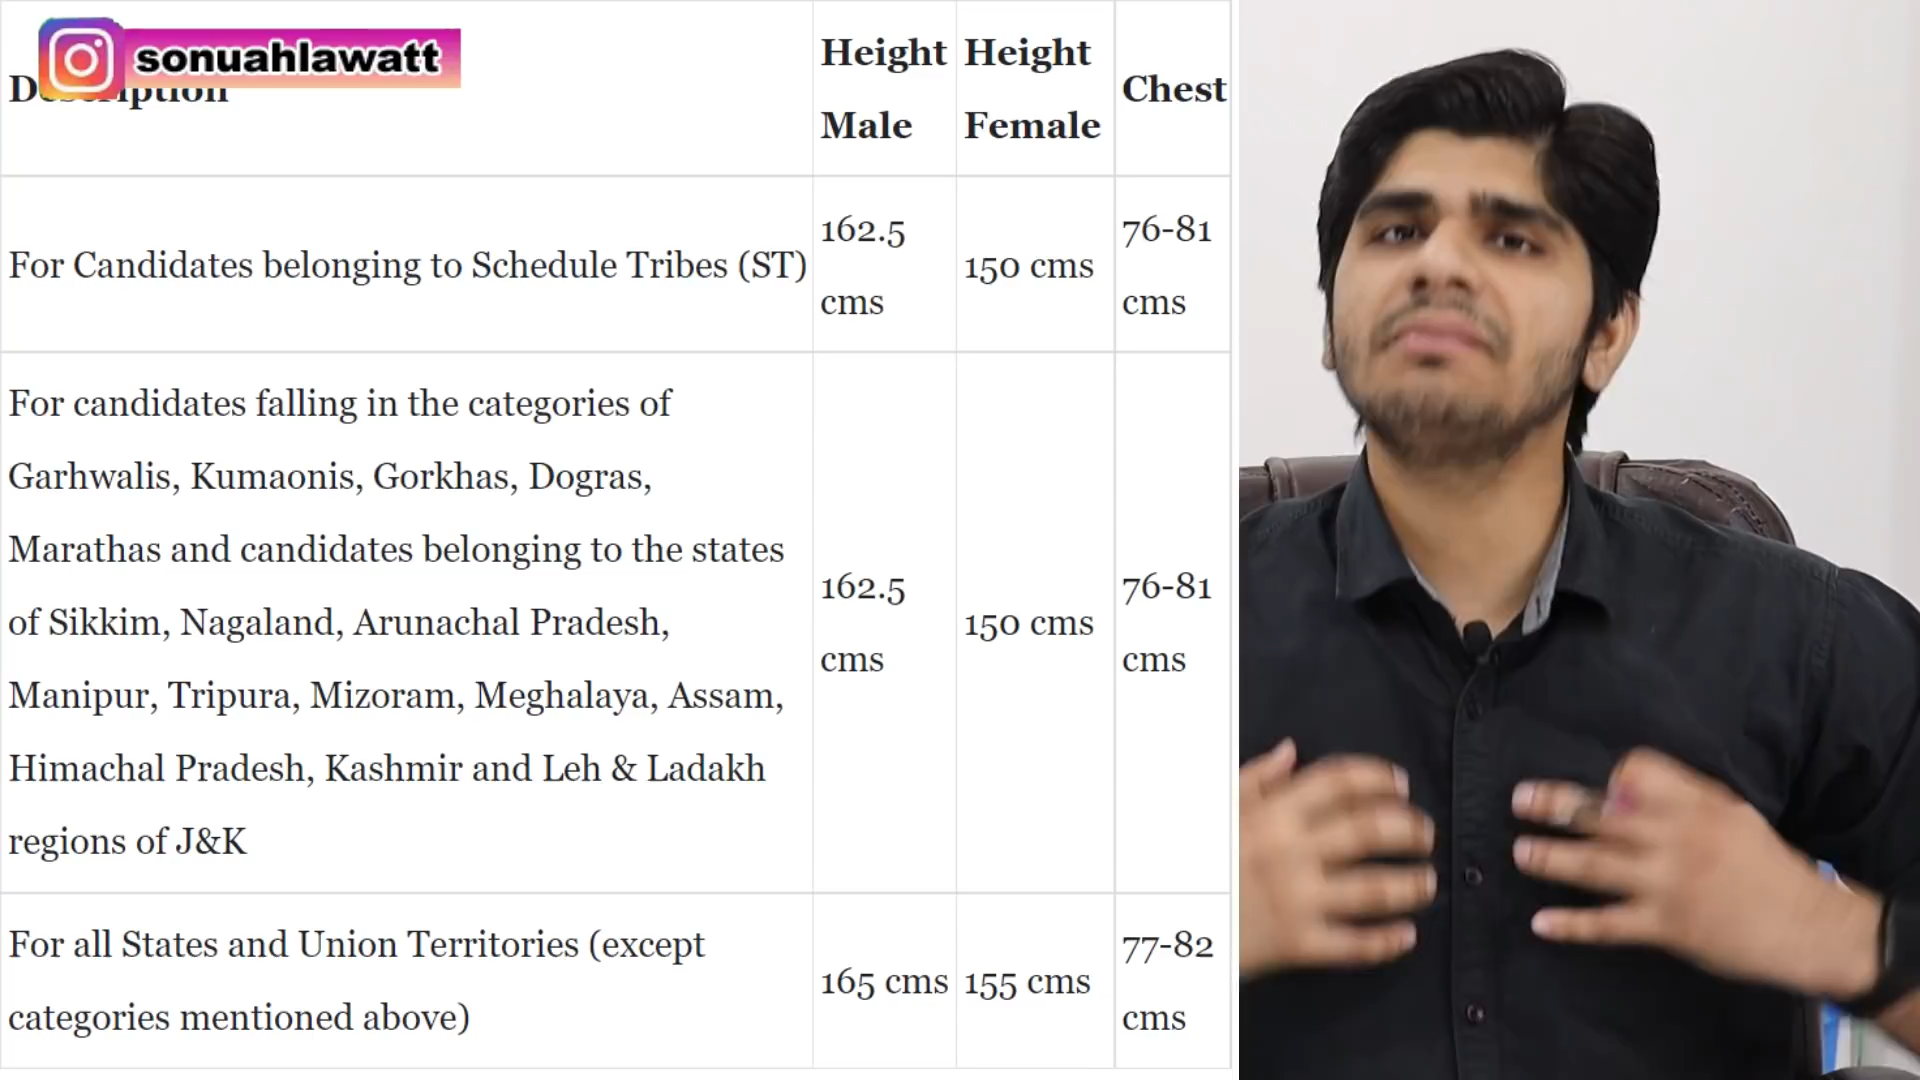 sonuahlawatt
Description
Height
Male
Height
Female
Chest
For Candidates belonging to Schedule Tribes (ST)
162.5
cms
150 cms
76-81
cms
For candidates falling in the categories of
Garhwalis, Kumaonis, Gorkhas, Dogras,
Marathas and candidates belonging to the states
of Sikkim, Nagaland, Arunachal Pradesh,
Manipur, Tripura, Mizoram, Meghalaya, Assam,
Himachal Pradesh, Kashmir and Leh & Ladakh
regions of J&K
162.5
cms
150 cms
76-81
cms
For all States and Union Territories (except
categories mentioned above)
165 cms
155 cms
77-82
cms